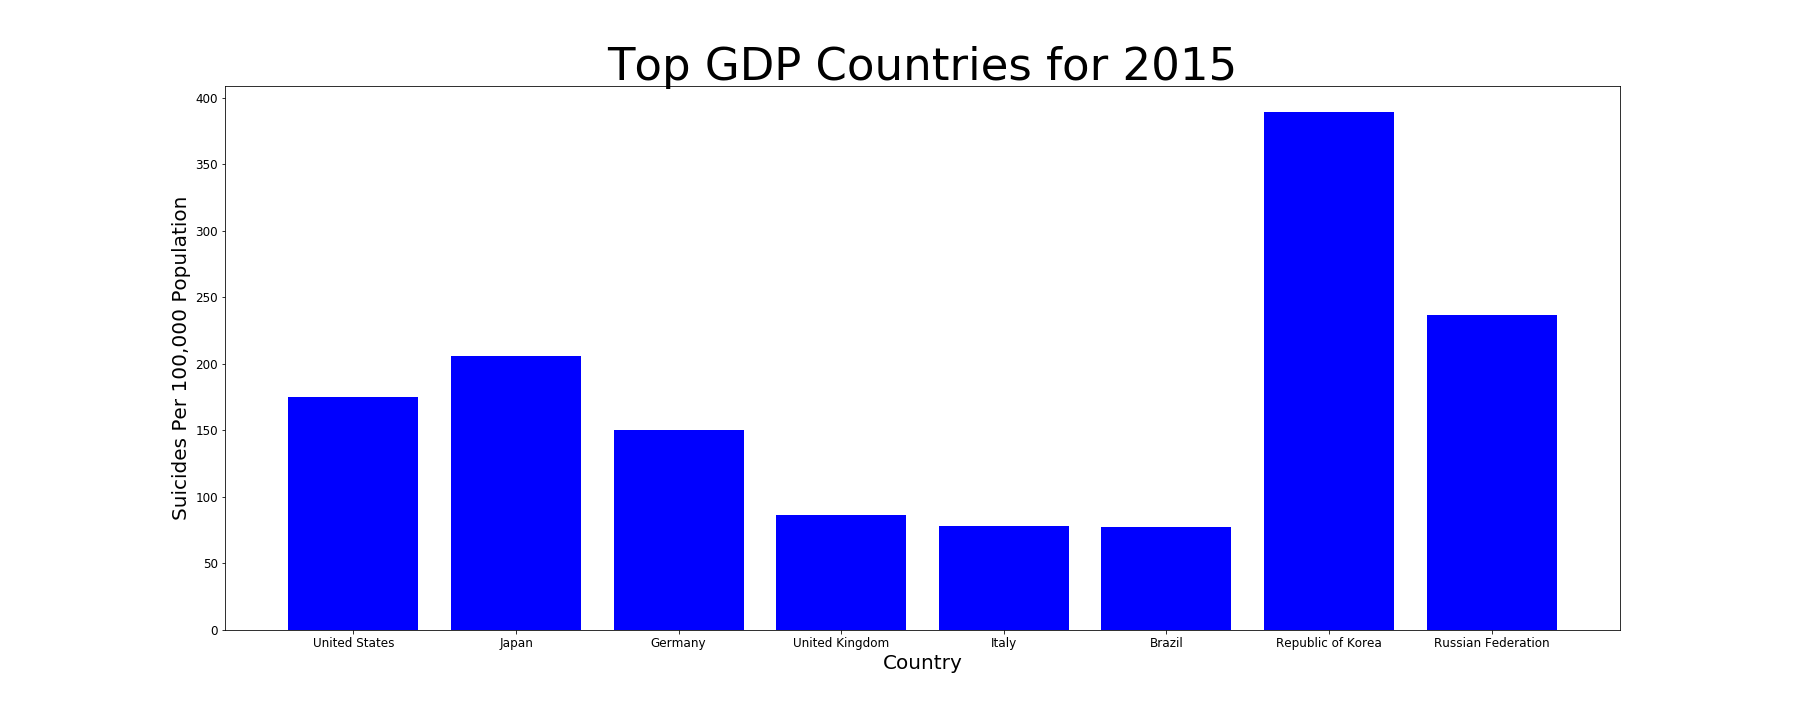 Top GDP Countries for 2015
Suicides Per 100,000 Population
400
350
300
250
200
150
100
50
0
United States Japan Germany United Kingdom Italy Brazil Republic of Korea Russian Federation
Country